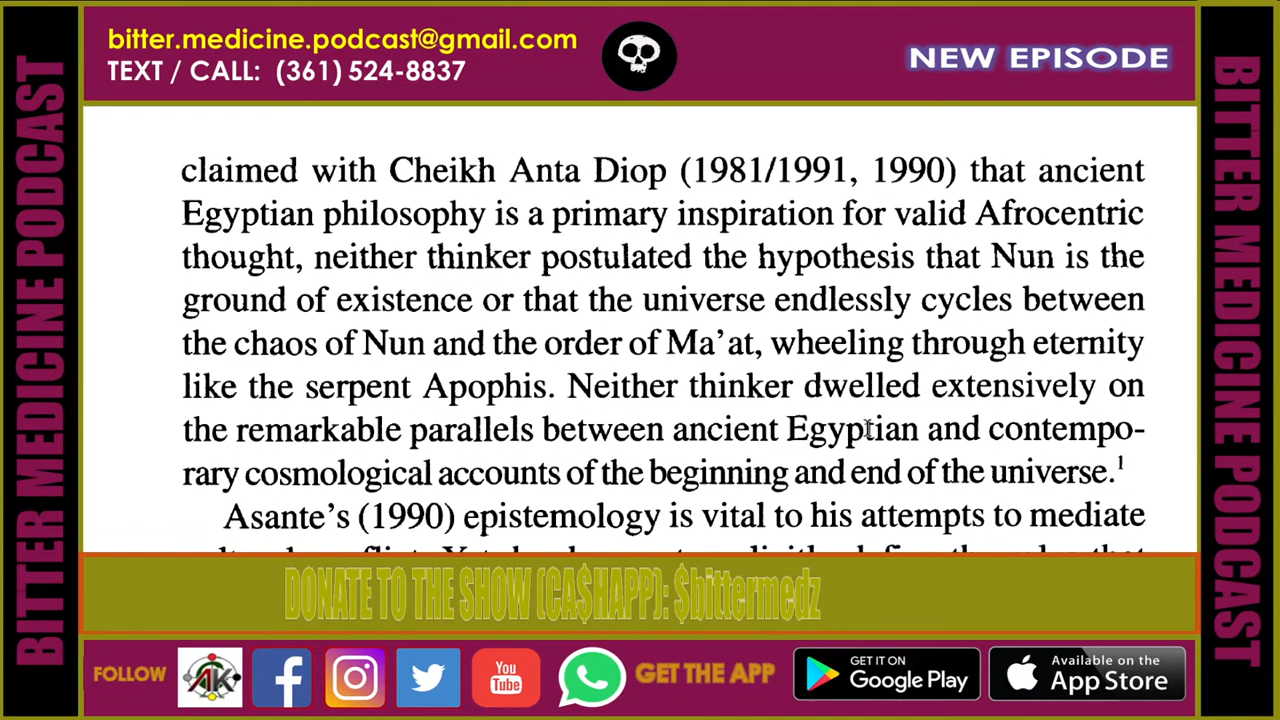 bitter.medicine.podcast@gmail.com
TEXT / CALL: (361) 524-8837
NEW EPISODE
BITTER MEDICINE PODCAST
claimed with Cheikh Anta Diop (1981/1991, 1990) that ancient
Egyptian philosophy is a primary inspiration for valid Afrocentric
thought, neither thinker postulated the hypothesis that Nun is the
ground of existence or that the universe endlessly cycles between
the chaos of Nun and the order of Ma'at, wheeling through eternity
like the serpent Apophis. Neither thinker dwelled extensively on
the remarkable parallels between ancient Egyptian and contempo-
rary cosmological accounts of the beginning and end of the universe.1
Asante's (1990) epistemology is vital to his attempts to mediate
BITTER MEDICINE PODCAST
DONATE TO THE SHOW (CA$HAPP): $bittermedz
FOLLOW
You
Tube
GET THE APP
GET IT ON
Google Play
Available on the
App Store